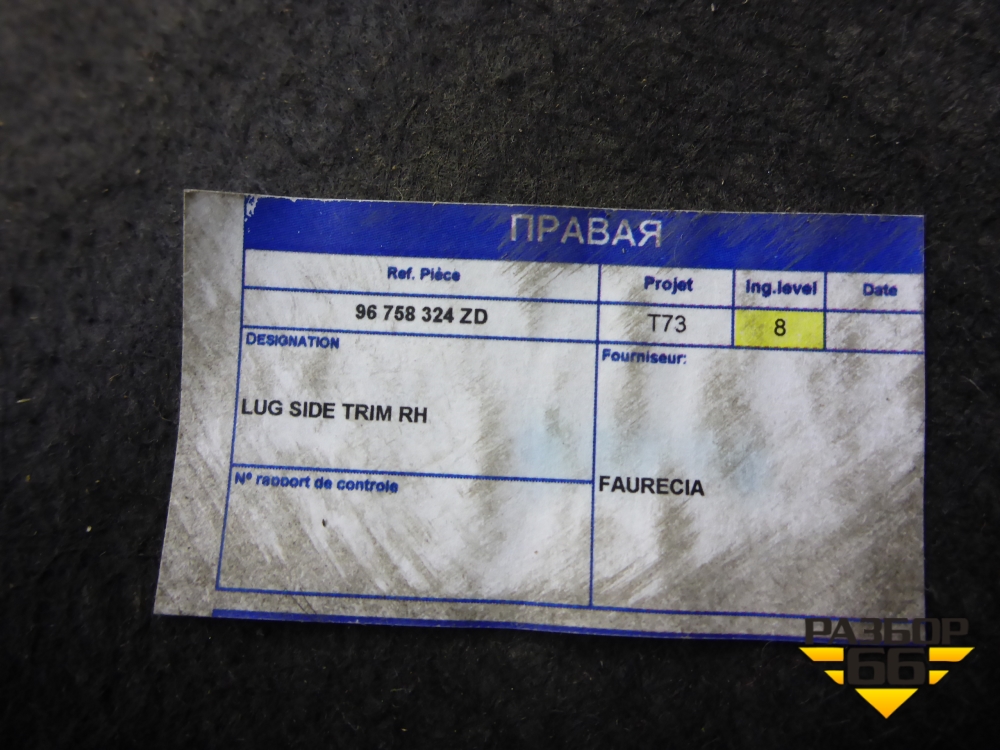 ПРАВАЯ
Ref. Pièce
Projet
Ing.level
Date
96 758 324 ZD
T73
8
DESIGNATION
Fourniseur:
LUG SIDE TRIM RH
N° rapport de controle
FAURECIA
РАЗБОР
66